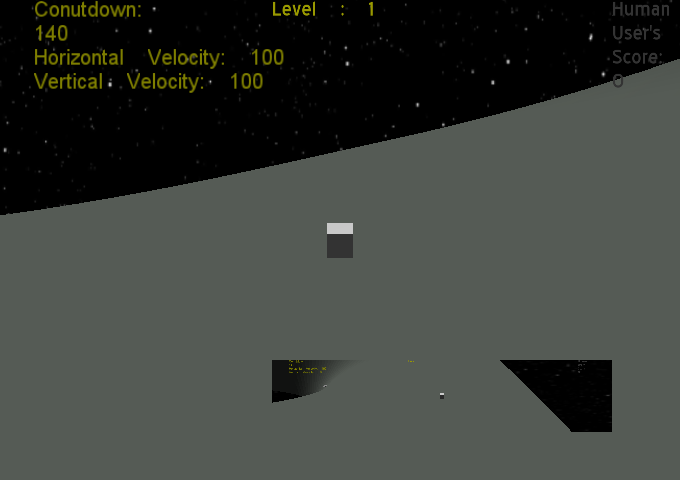 Conutdown:
140
Horizontal Velocity: 100
Vertical Velocity: 100
Level : 1
Human
User's
Score:
0